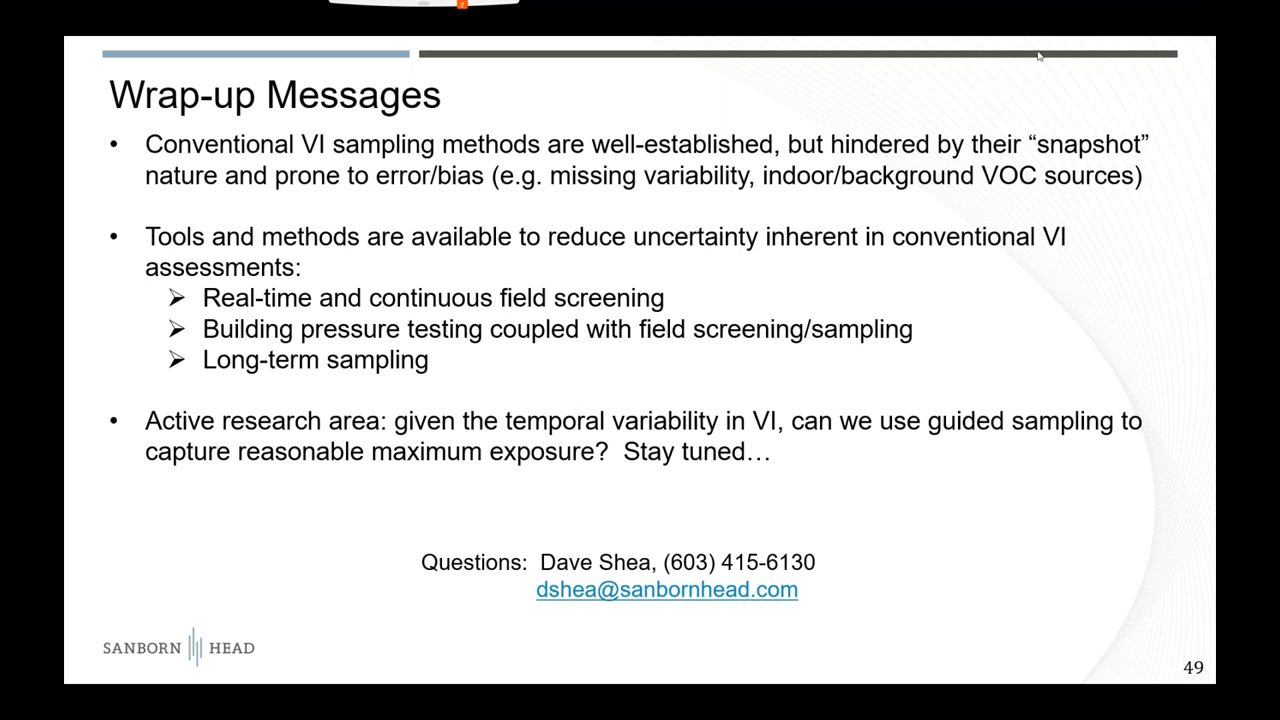 Wrap-up Messages
• Conventional VI sampling methods are well-established, but hindered by their “snapshot”
nature and prone to error/bias (e.g. missing variability, indoor/background VOC sources)
• Tools and methods are available to reduce uncertainty inherent in conventional VI
assessments:
➢ Real-time and continuous field screening
➢ Building pressure testing coupled with field screening/sampling
➢ Long-term sampling
• Active research area: given the temporal variability in VI, can we use guided sampling to
capture reasonable maximum exposure?  Stay tuned…
Questions:  Dave Shea, (603) 415-6130
dshea@sanbornhead.com
SANBORN HEAD
49